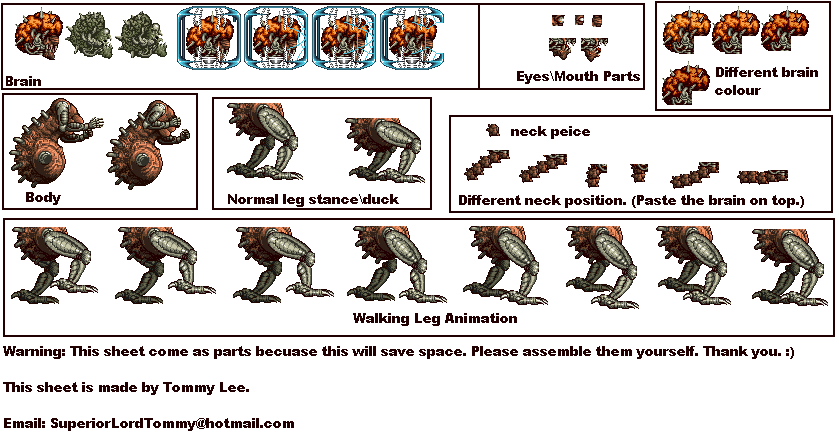 Brain
Eyes\Mouth Parts
Different brain
colour
Body
Normal leg stance\duck
neck peice
Different neck position. (Paste the brain on top.)
Walking Leg Animation
Warning: This sheet come as parts becuase this will save space. Please assemble them yourself. Thank you. :)
This sheet is made by Tommy Lee.
Email: SuperiorLordTommy@hotmail.com